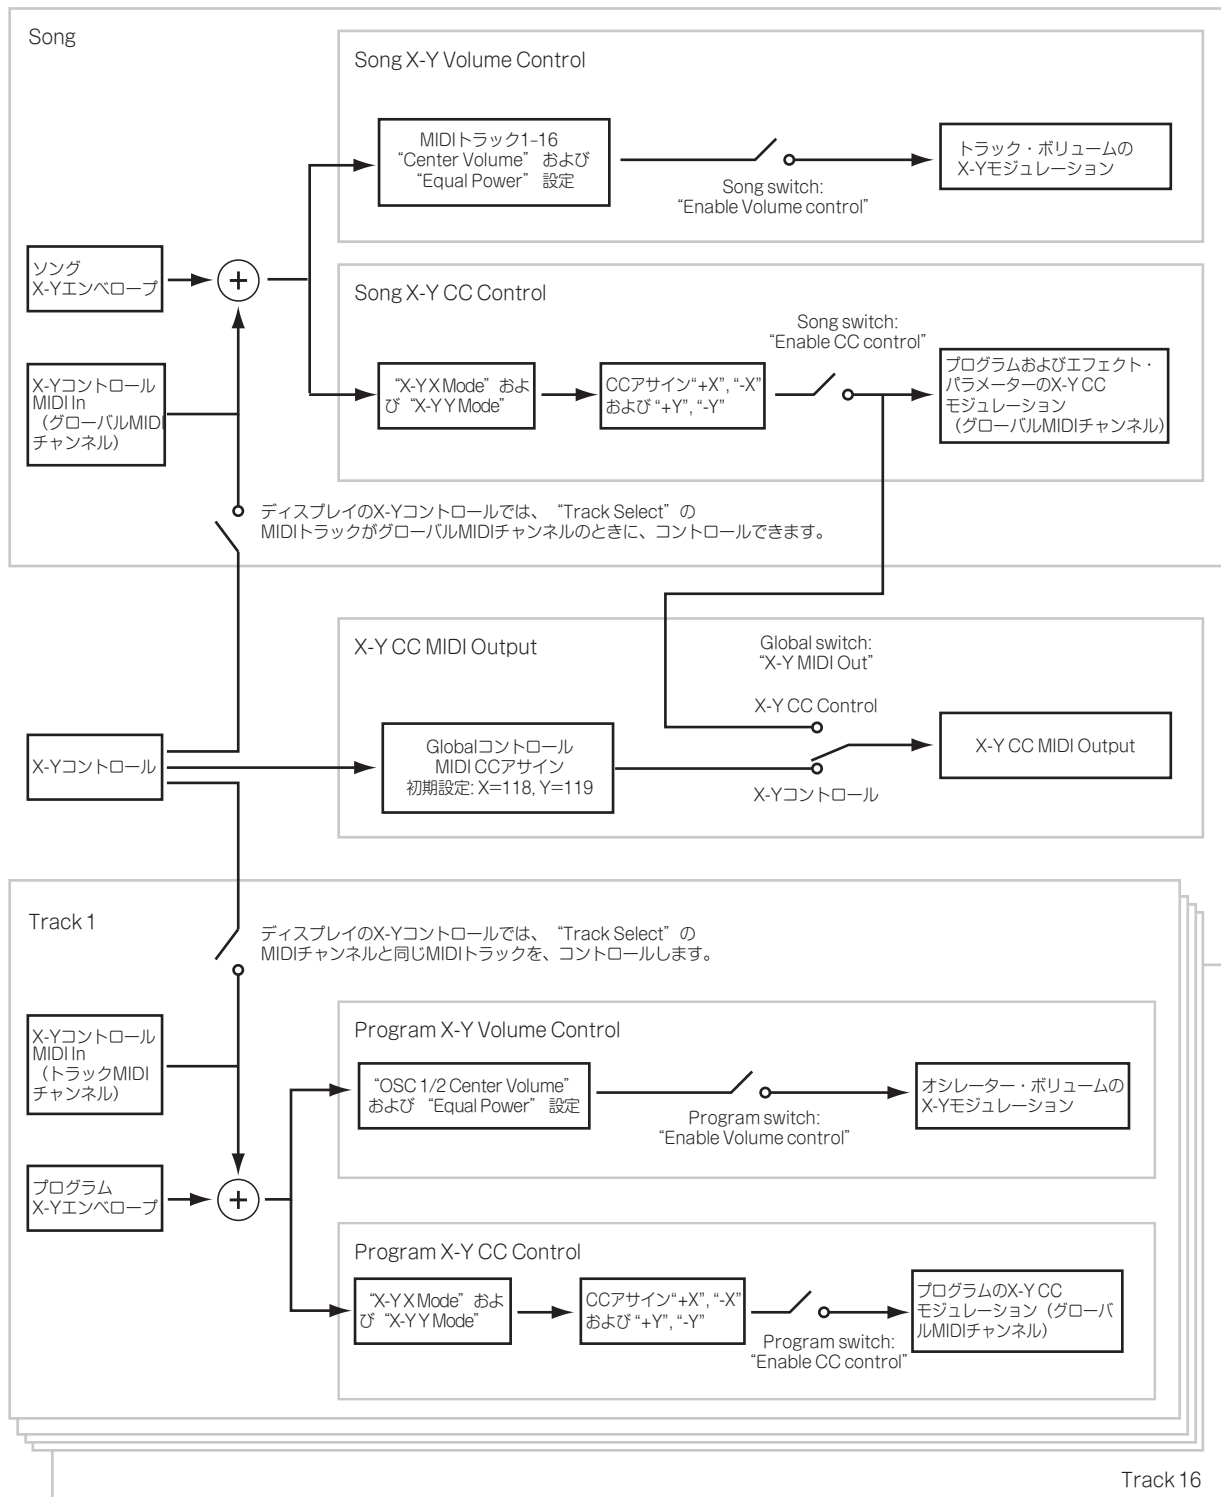 Song
Song X-Y Volume Control
MIDIトラック1-16
“Center Volume” および
“Equal Power” 設定
Song switch:
“Enable Volume control”
トラック・ボリュームの
X-Yモジュレーション
ソング
X-Yエンベロープ
+
X-Yコントロール
MIDI In
（グローバルMIDI
チャンネル）
Song X-Y CC Control
“X-Y X Mode” およ
び “X-Y Y Mode”
CCアサイン“+X”, “-X”
および “+Y”, “-Y”
Song switch:
“Enable CC control”
プログラムおよびエフェクト・
パラメーターのX-Y CC
モジュレーション
（グローバルMIDIチャンネル）
ディスプレイのX-Yコントロールでは、 “Track Select” の
MIDIトラックがグローバルMIDIチャンネルのときに、コントロールできます。
X-Y CC MIDI Output
Global switch:
“X-Y MIDI Out”
X-Y CC Control
X-Yコントロール
Globalコントロール
MIDI CCアサイン
初期設定: X=118, Y=119
X-Yコントロール
X-Y CC MIDI Output
Track 1
ディスプレイのX-Yコントロールでは、 “Track Select” の
MIDIチャンネルと同じMIDIトラックを、コントロールします。
X-Yコントロール
MIDI In
（トラックMIDI
チャンネル）
プログラム
X-Yエンベロープ
+
Program X-Y Volume Control
“OSC 1/2 Center Volume”
および “Equal Power” 設定
Program switch:
“Enable Volume control”
オシレーター・ボリュームの
X-Yモジュレーション
Program X-Y CC Control
“X-Y X Mode” およ
び “X-Y Y Mode”
CCアサイン“+X”, “-X”
および “+Y”, “-Y”
Program switch:
“Enable CC control”
プログラムのX-Y CC
モジュレーション（グローバ
ルMIDIチャンネル）
Track 16